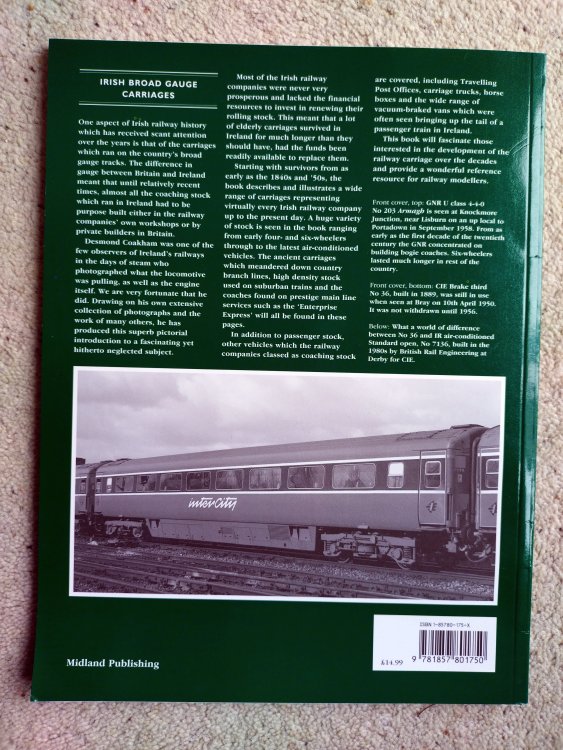 IRISH BROAD GAUGE
CARRIAGES
One aspect of Irish railway history
which has received scant attention
over the years is that of the carriages
which ran on the country's broad
gauge tracks. The difference in
gauge between Britain and Ireland
meant that until relatively recent
times, almost all the coaching stock
which ran in Ireland had to be
purpose built either in the railway
companies' own workshops or by
private builders in Britain.
Desmond Coakham was one of the
few observers of Ireland's railways
in the days of steam who
photographed what the locomotive
was pulling, as well as the engine
itself. We are very fortunate that he
did. Drawing on his own extensive
collection of photographs and the
work of many others, he has
produced this superb pictorial
introduction to a fascinating yet
hitherto neglected subject.
Most of the Irish railway
companies were never very
prosperous and lacked the financial
resources to invest in renewing their
rolling stock. This meant that a lot
of elderly carriages survived in
Ireland for much longer than they
should have, had the funds been
readily available to replace them.
Starting with survivors from as
early as the 1840s and '50s, the
book describes and illustrates a wide
range of carriages representing
virtually every Irish railway company
up to the present day. A huge variety
of stock is seen in the book ranging
from early four- and six-wheelers
through to the latest air-conditioned
vehicles. The ancient carriages
which meandered down country
branch lines, high density stock
used on suburban trains and the
coaches found on prestige main line
services such as the 'Enterprise
Express' will all be found in these
pages.
In addition to passenger stock,
other vehicles which the railway
companies classed as coaching stock
are covered, including Travelling
Post Offices, carriage trucks, horse
boxes and the wide range of
vacuum-braked vans which were
often seen bringing up the tail of a
passenger train in Ireland.
This book will fascinate those
interested in the development of the
railway carriage over the decades
and provide a wonderful reference
resource for railway modellers.
Front cover, top: GNR U class 4-4-0
No 203 Armagh is seen at Knockmore
Junction, near Lisburn on an up local to
Portadown in September 1958. From as
early as the first decade of the twentieth
century the GNR concentrated on
building bogie coaches. Six-wheelers
lasted much longer in rest of the
country.
Front cover, bottom: CIE Brake third
No 36, built in 1889, was still in use
when seen at Bray on 10th April 1950.
It was not withdrawn until 1956.
Below: What a world of difference
between No 36 and IR air-conditioned
Standard open, No 7136, built in the
1980s by British Rail Engineering at
Derby for CIE.
InterCity
Midland Publishing
ISBN 1-85780-175-X
£14.99
9 781857 801750